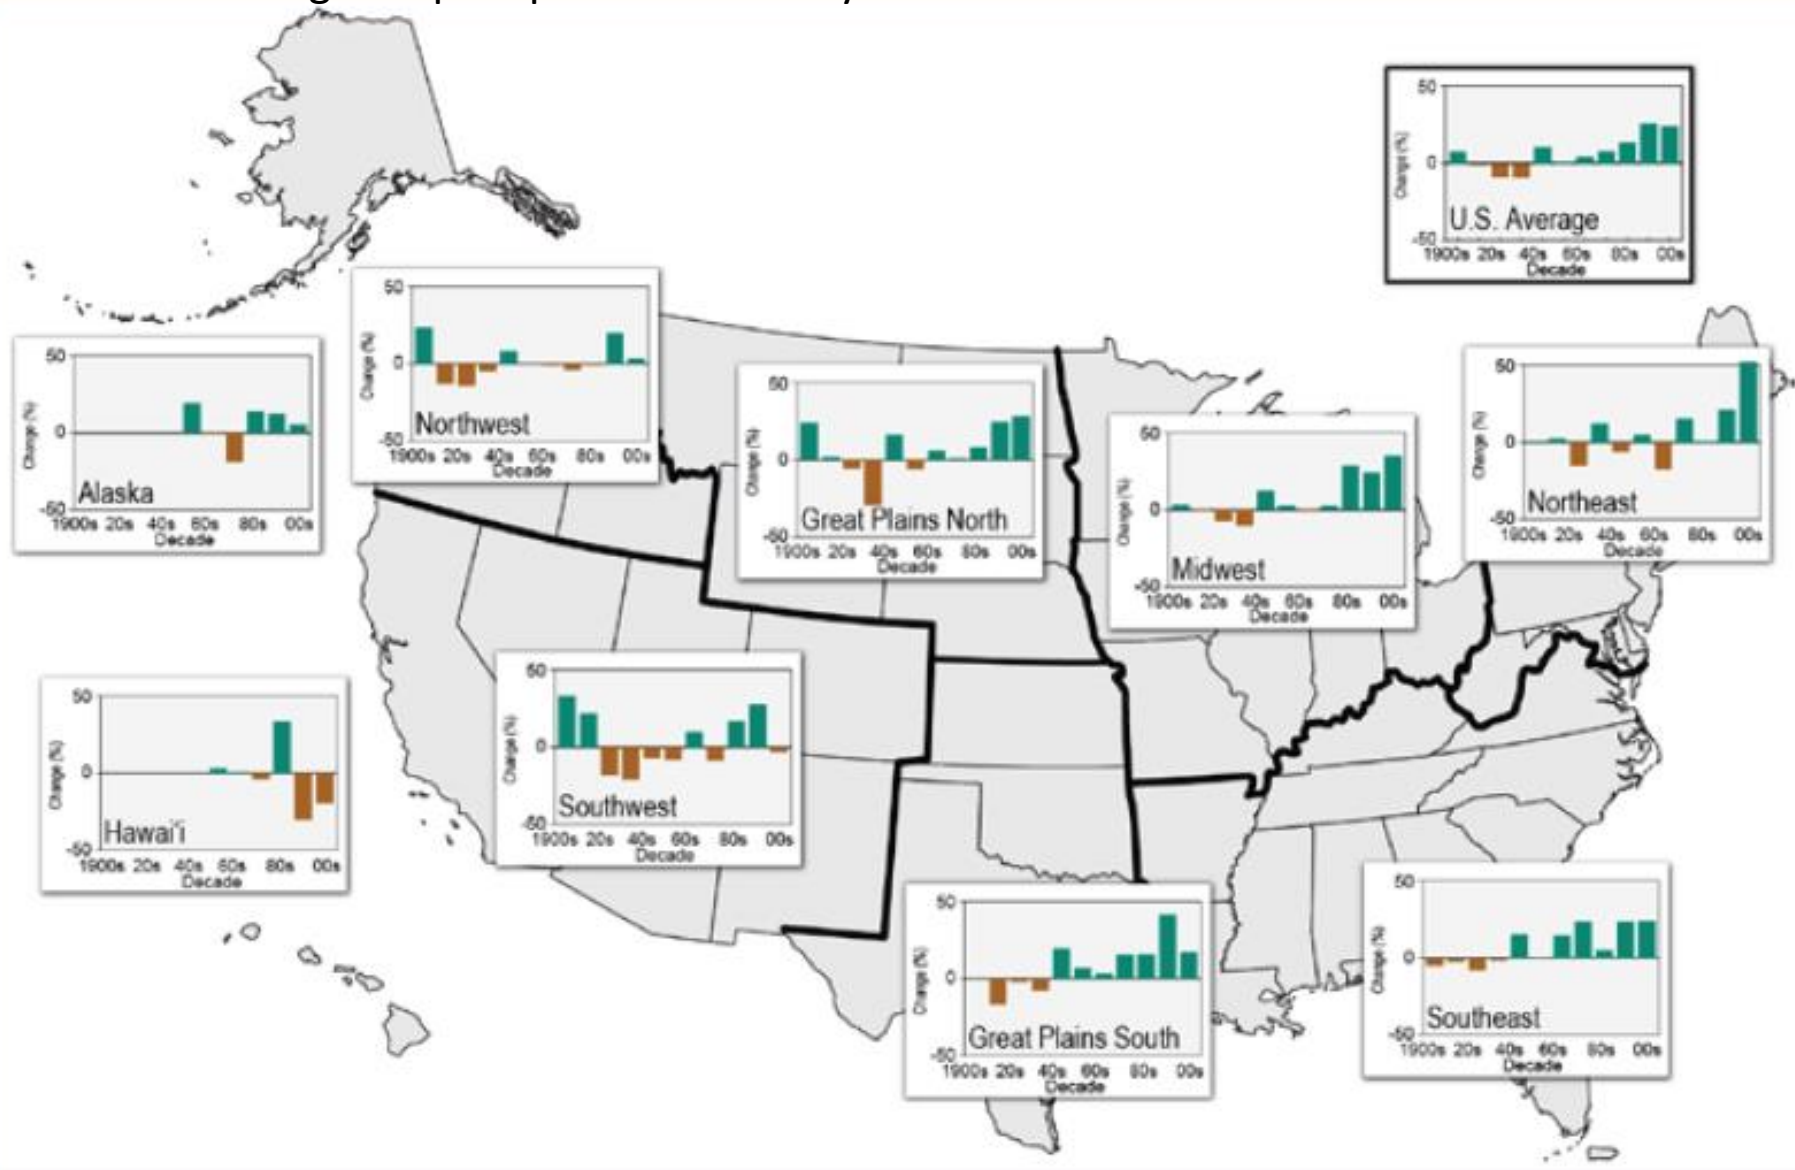 50
Change (%)
0
U.S. Average
-50
1900s 20s 40s 60s 80s 00s
Decade
50
Change (%)
0
Northwest
-50
1900s 20s 40s 60s 80s 00s
Decade
50
Change (%)
0
Alaska
-50
1900s 20s 40s 60s 80s 00s
Decade
50
Change (%)
0
Great Plains North
-50
1900s 20s 40s 60s 80s 00s
Decade
50
Change (%)
0
Midwest
-50
1900s 20s 40s 60s 80s 00s
Decade
50
Change (%)
0
Northeast
-50
1900s 20s 40s 60s 80s 00s
Decade
50
Change (%)
0
Hawai'i
-50
1900s 20s 40s 60s 80s 00s
Decade
50
Change (%)
0
Southwest
-50
1900s 20s 40s 60s 80s 00s
Decade
50
Change (%)
0
Great Plains South
-50
1900s 20s 40s 60s 80s 00s
Decade
50
Change (%)
0
Southeast
-50
1900s 20s 40s 60s 80s 00s
Decade